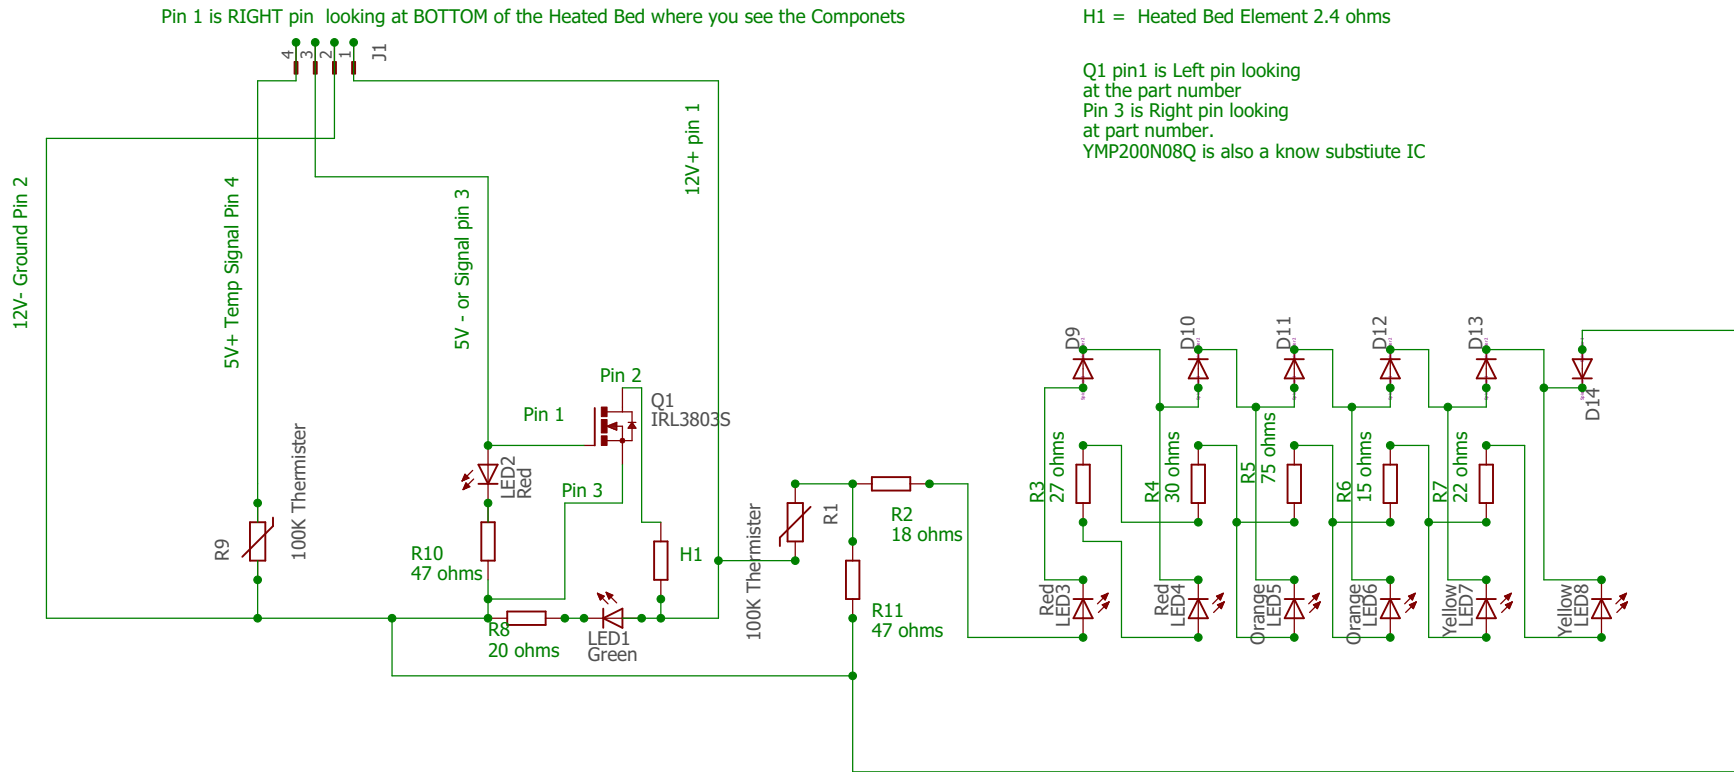 Pin 1 is RIGHT pin  looking at BOTTOM of the Heated Bed where you see the Componets
H1 =  Heated Bed Element 2.4 ohms
Q1 pin1 is Left pin looking
at the part number
Pin 3 is Right pin looking
at part number.
YMP200N08Q is also a know substiute IC
4
3
2
1
J1
12V- Ground Pin 2
5V+ Temp Signal Pin 4
5V - or Signal pin 3
12V+ pin 1
Pin 2
Pin 1
Pin 3
Q1
IRL3803S
LED2
Red
R9
100K Thermister
R10
47 ohms
H1
R8
20 ohms
LED1
Green
100K Thermister
R1
R2
18 ohms
R11
47 ohms
D9
D10
D11
D12
D13
D14
R3
27 ohms
R4
30 ohms
R5
75 ohms
R6
15 ohms
R7
22 ohms
Red
LED3
Red
LED4
Orange
LED5
Orange
LED6
Yellow
LED7
Yellow
LED8